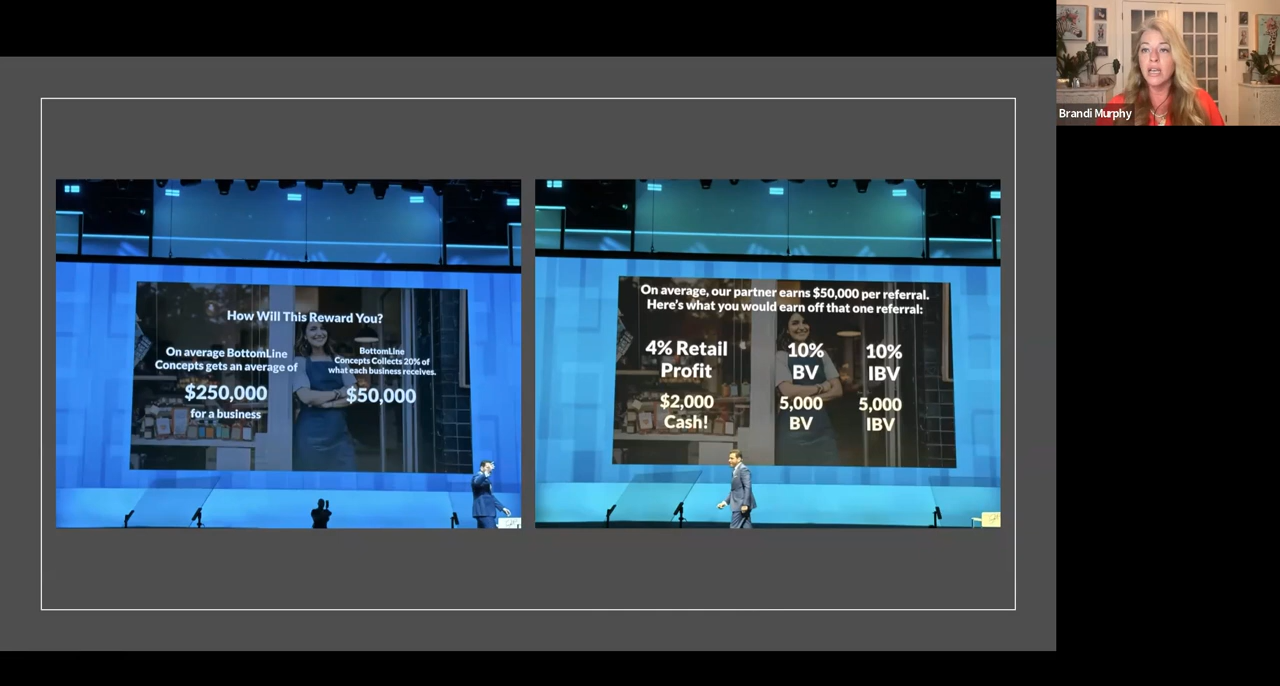 How Will This Reward You?
On average BottomLine
Concepts gets an average of
$250,000
for a business
BottomLine
Concepts Collects 20% of
what each business receives.
$50,000
On average, our partner earns $50,000 per referral.
Here's what you would earn off that one referral:
4% Retail
Profit
$2,000
Cash!
10%
BV
5,000
BV
10%
IBV
5,000
IBV
Brandi Murphy